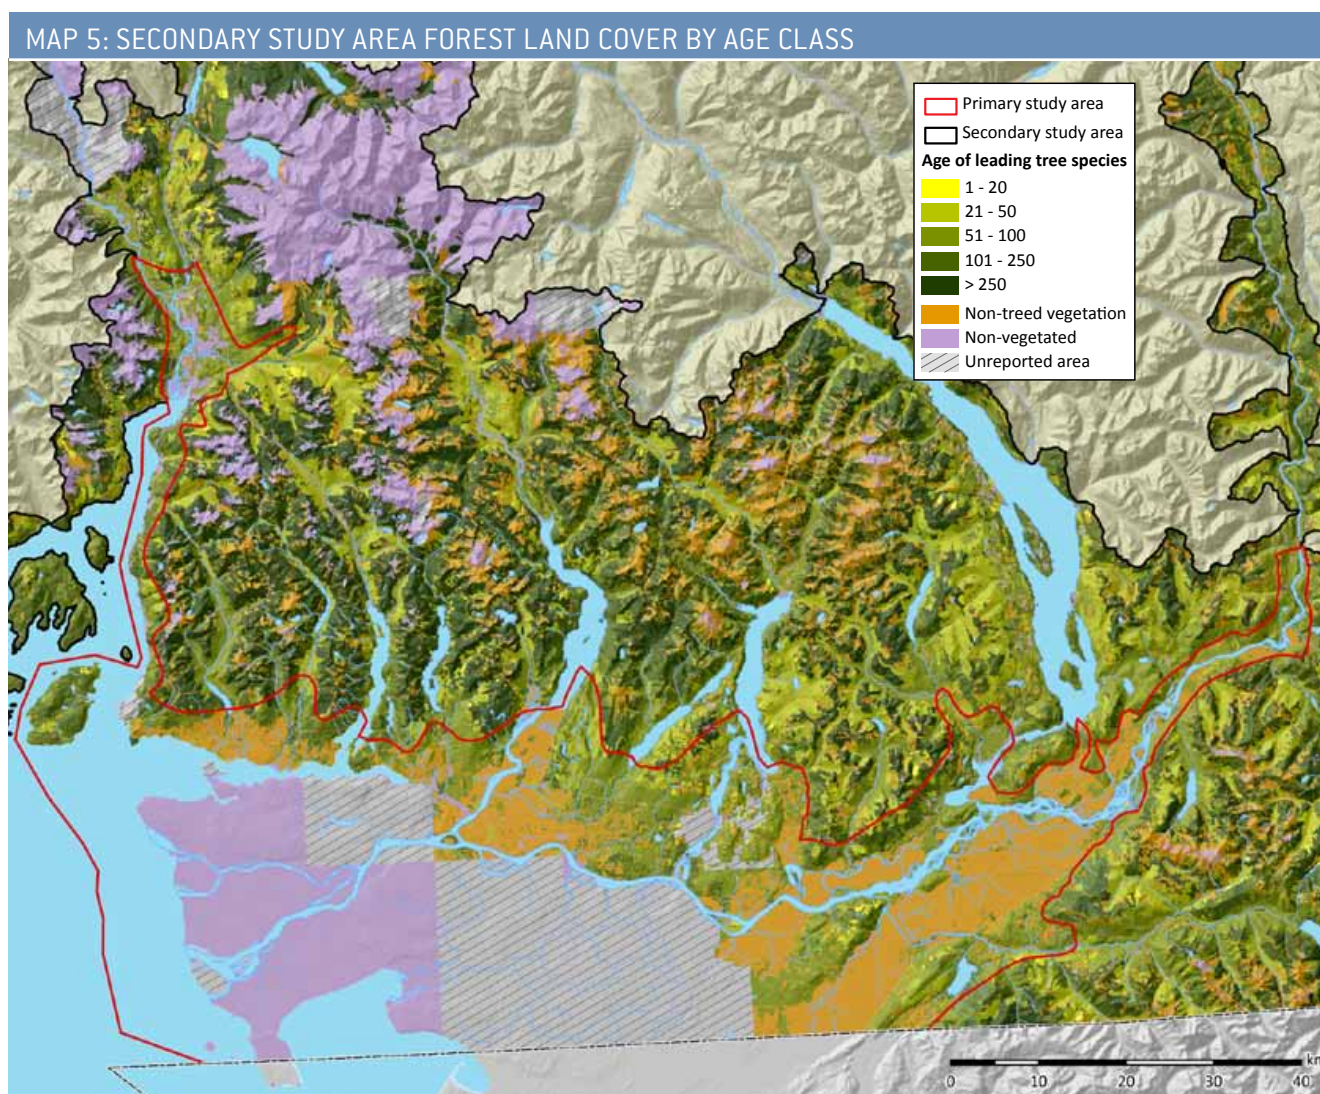 MAP 5: SECONDARY STUDY AREA FOREST LAND COVER BY AGE CLASS
Primary study area
Secondary study area
Age of leading tree species
1 - 20
21 - 50
51 - 100
101 - 250
> 250
Non-treed vegetation
Non-vegetated
Unreported area
km
0 10 20 30 40